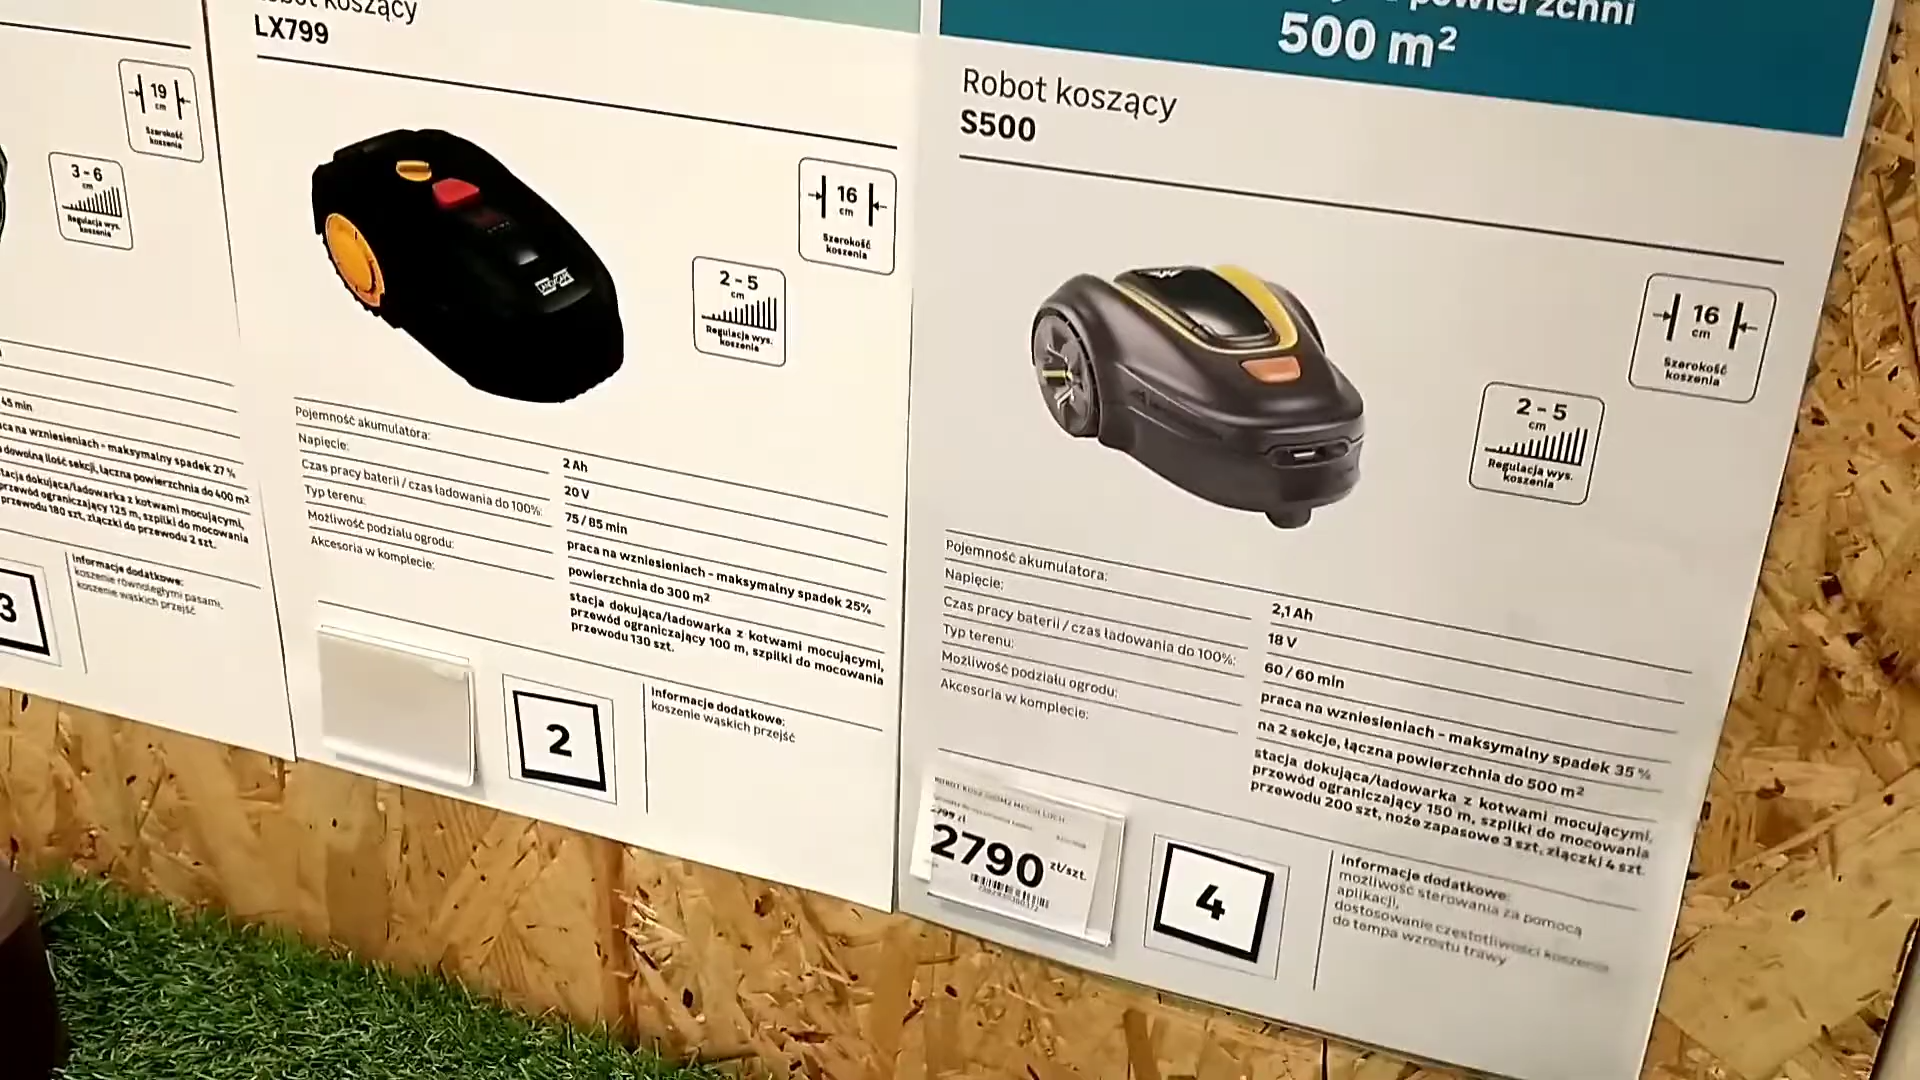 19
cm
Szerokość
koszenia
3 - 6
cm
Regulacja wys.
koszenia
45 min
na wzniesieniach - maksymalny spadek 27 %
dowolną ilość sekcji, łączna powierzchnia do 400 m²
stacja dokująca/ładowarka z kotwami mocującymi,
przewód ograniczający 125 m, szpilki do mocowania
przewodu 180 szt, złączki do przewodu 2 szt.
3
Informacje dodatkowe:
koszenie równoległymi pasami,
koszenie wąskich przejść
koszący
LX799
16
cm
Szerokość
koszenia
2 - 5
cm
Regulacja wys.
koszenia
LANDXCAPE
Pojemność akumulatora:
2 Ah
Napięcie:
20 V
Czas pracy baterii / czas ładowania do 100%:
75 / 85 min
Typ terenu:
praca na wzniesieniach - maksymalny spadek 25%
Możliwość podziału ogrodu:
powierzchnia do 300 m²
Akcesoria w komplecie:
stacja dokująca/ładowarka z kotwami mocującymi,
przewód ograniczający 100 m, szpilki do mocowania
przewodu 130 szt.
2
Informacje dodatkowe:
koszenie wąskich przejść
powierzchni
500 m²
Robot koszący
S500
16
cm
Szerokość
koszenia
2 - 5
cm
Regulacja wys.
koszenia
Pojemność akumulatora:
2,1 Ah
Napięcie:
18 V
Czas pracy baterii / czas ładowania do 100%:
60 / 60 min
Typ terenu:
praca na wzniesieniach - maksymalny spadek 35 %
Możliwość podziału ogrodu:
na 2 sekcje, łączna powierzchnia do 500 m²
Akcesoria w komplecie:
stacja dokująca/ładowarka z kotwami mocującymi,
przewód ograniczający 150 m, szpilki do mocowania
przewodu 200 szt, noże zapasowe 3 szt, złączki 4 szt.
2790 zł/szt.
4
Informacje dodatkowe:
możliwość sterowania za pomocą
aplikacji,
dostosowanie częstotliwości koszenia
do tempa wzrostu trawy